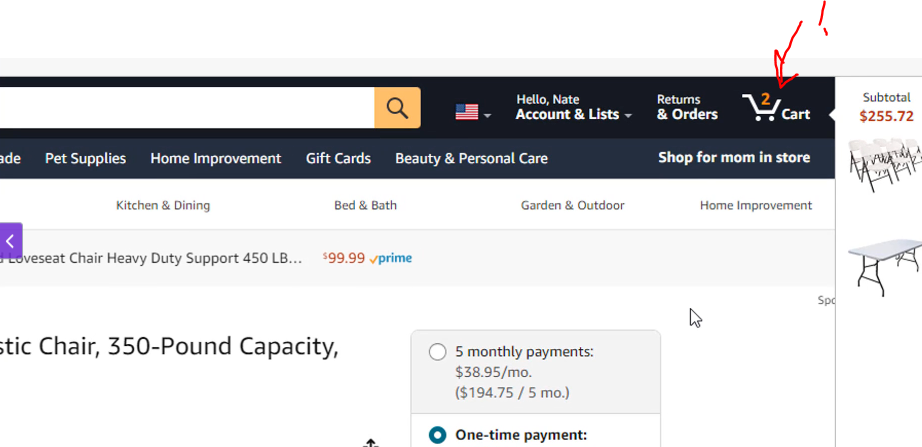 !
2
Hello, Nate
Account & Lists
Returns
& Orders
Cart
Subtotal
$255.72
Pet Supplies
Home Improvement
Gift Cards
Beauty & Personal Care
Shop for mom in store
Kitchen & Dining
Bed & Bath
Garden & Outdoor
Home Improvement
Loveseat Chair Heavy Duty Support 450 LB... $99.99 prime
Chair, 350-Pound Capacity,
5 monthly payments:
$38.95/mo.
($194.75 / 5 mo.)
One-time payment: